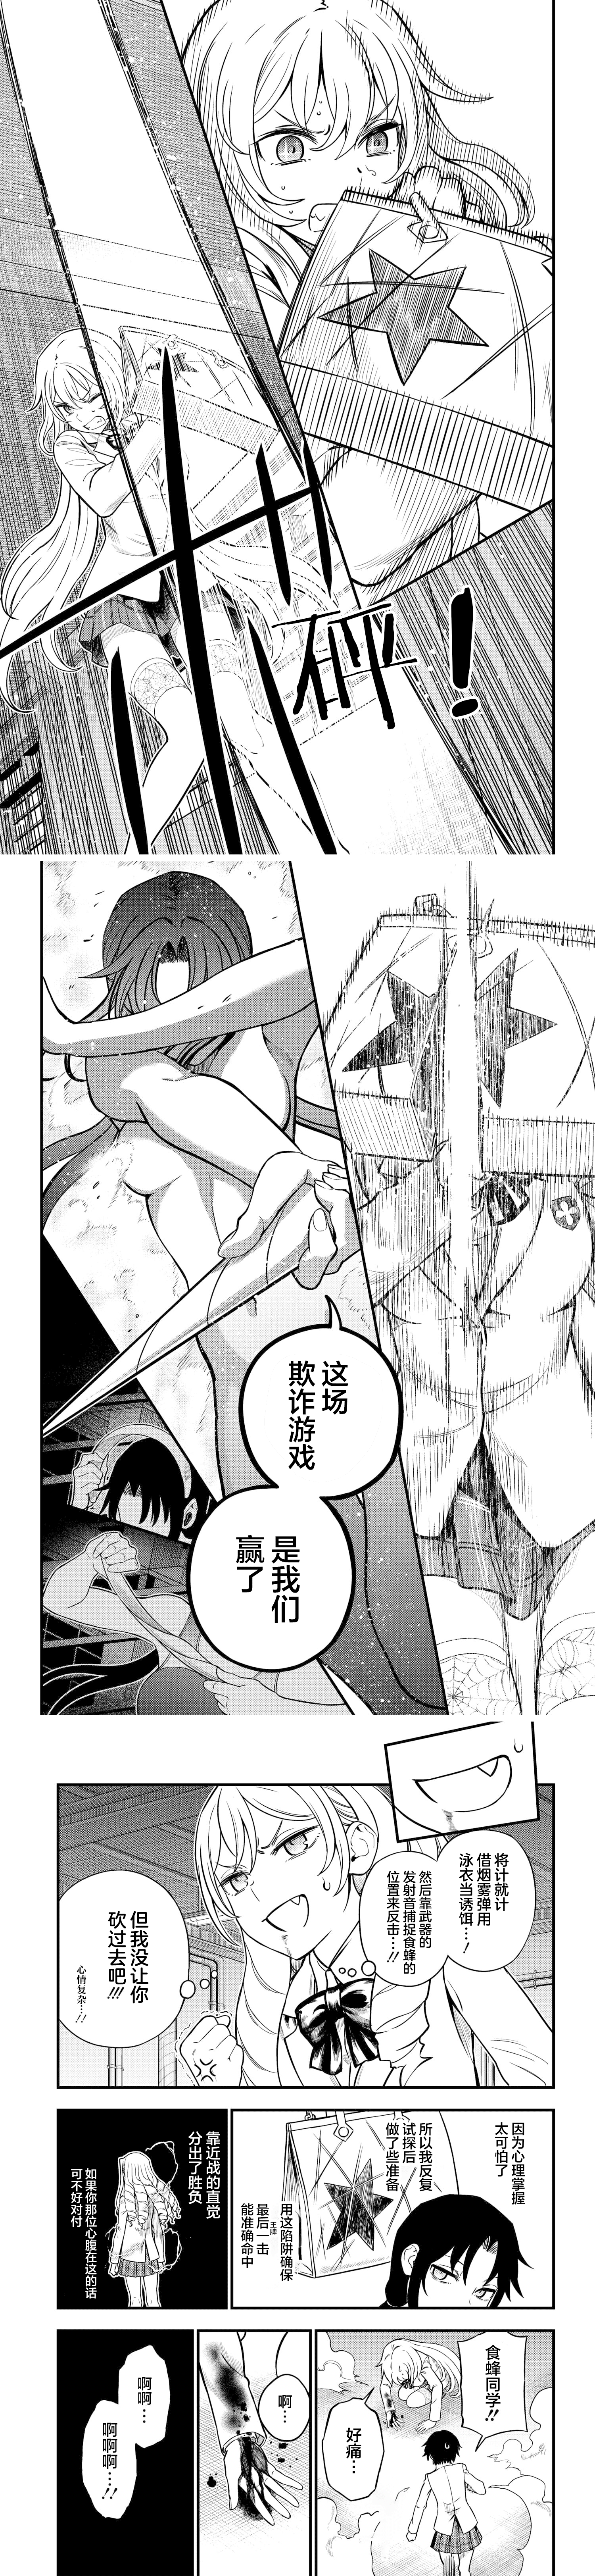 砰！
这场
欺诈游戏
是我们
赢了
将计就计
借烟雾弹用
泳衣当诱饵…！
然后靠武器的
发射音捕捉食蜂的
位置来反击…!!
但我没让你
砍过去吧!!!
心情复杂…!!
因为心理掌握
太可怕了
所以我反复
试探后
做了些准备
用这陷阱确保
王牌
最后一击
能准确命中
靠近战的直觉
分出了胜负
如果你那位心腹在这的话
可不好对付
食蜂同学!!
好痛…
啊…
啊啊…
啊啊啊…!!